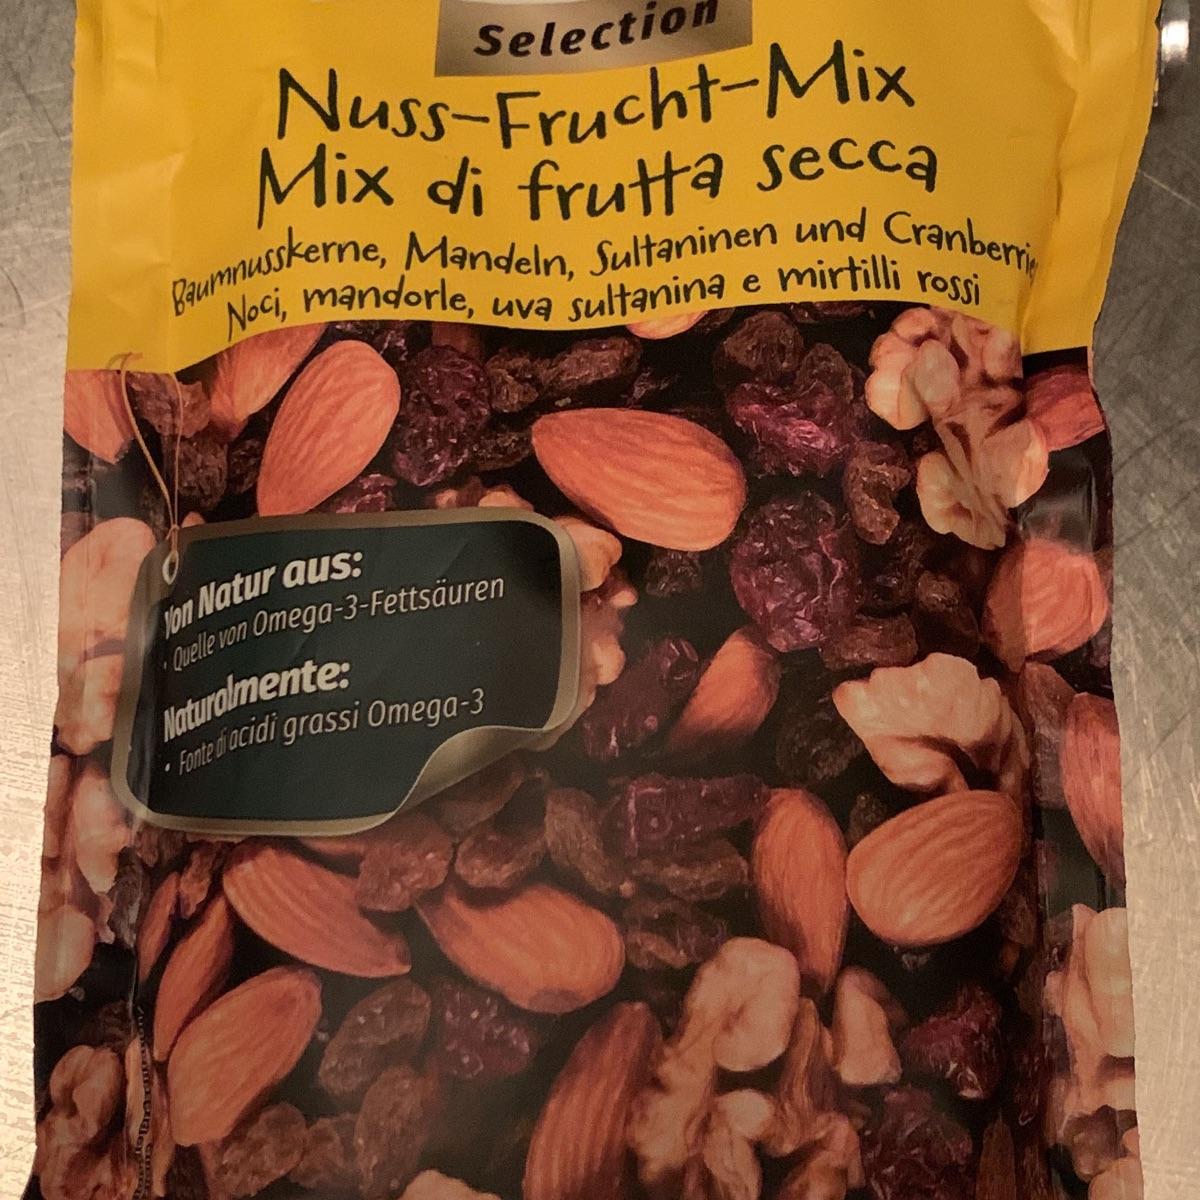 Selection
Nuss-Frucht-Mix
Mix di frutta secca
Baumnusskerne, Mandeln, Sultaninen und Cranberrie
Noci, mandorle, uva sultanina e mirtilli rossi
Von Natur aus:
· Quelle von Omega-3-Fettsäuren
Naturalmente:
• Fonte di acidi grassi Omega-3